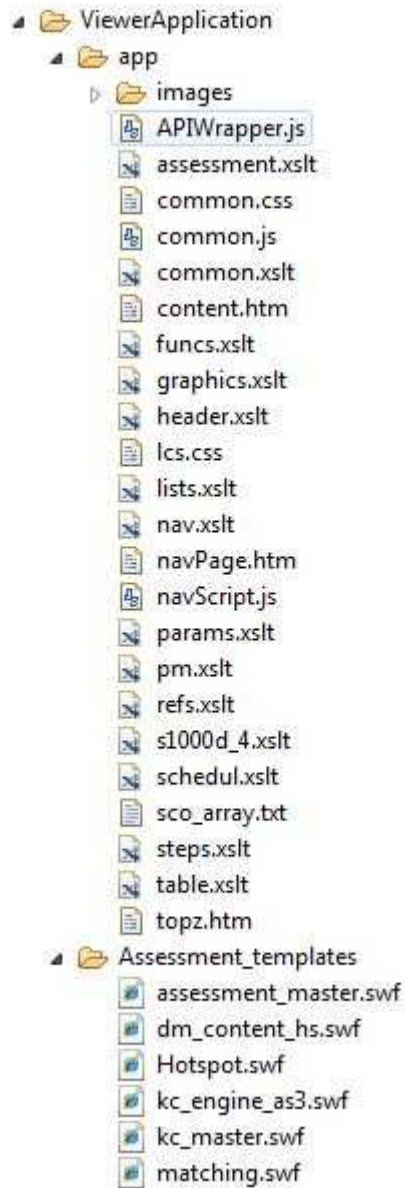 ViewerApplication
app
images
APIWrapper.js
assessment.xslt
common.css
common.js
common.xslt
content.htm
funcs.xslt
graphics.xslt
header.xslt
lcs.css
lists.xslt
nav.xslt
navPage.htm
navScript.js
params.xslt
pm.xslt
refs.xslt
s1000d_4.xslt
schedul.xslt
sco_array.txt
steps.xslt
table.xslt
topz.htm
Assessment_templates
assessment_master.swf
dm_content_hs.swf
Hotspot.swf
kc_engine_as3.swf
kc_master.swf
matching.swf